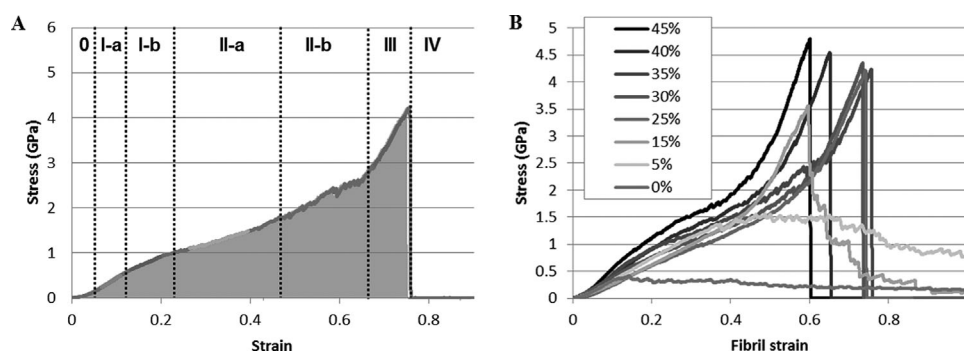 A
0 I-a I-b II-a II-b III IV
6
5
4
3
2
1
0
Stress (GPa)
0 0.2 0.4 0.6 0.8
Strain
B
5
4.5
4
3.5
3
2.5
2
1.5
1
0.5
0
Stress (GPa)
45%
40%
35%
30%
25%
15%
5%
0%
0 0.2 0.4 0.6 0.8
Fibril strain